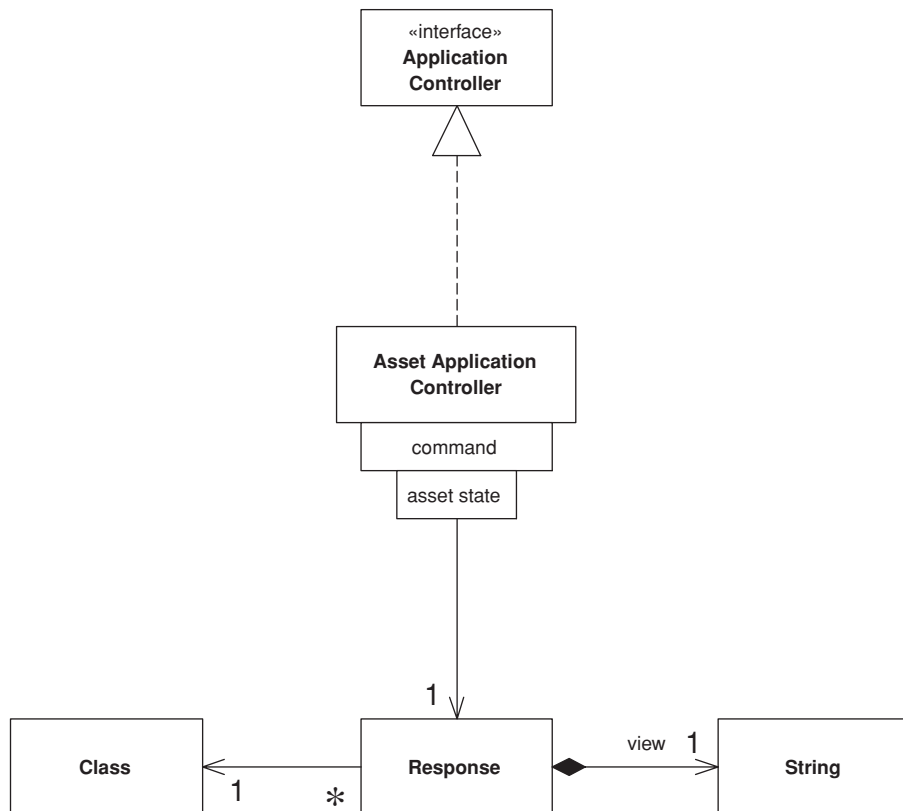 «interface»
Application
Controller
Asset Application
Controller
command
asset state
1
Class
1
*
Response
view
1
String